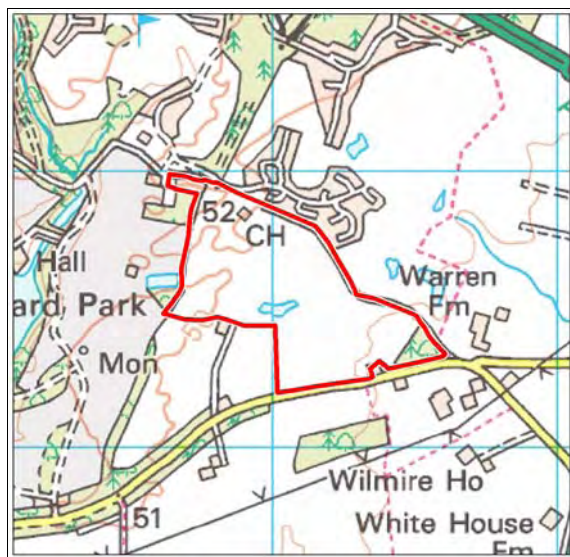 52
CH
Hall
Warren
Fm
ard Park
Mon
Wilmire Ho
51
White House
Fm